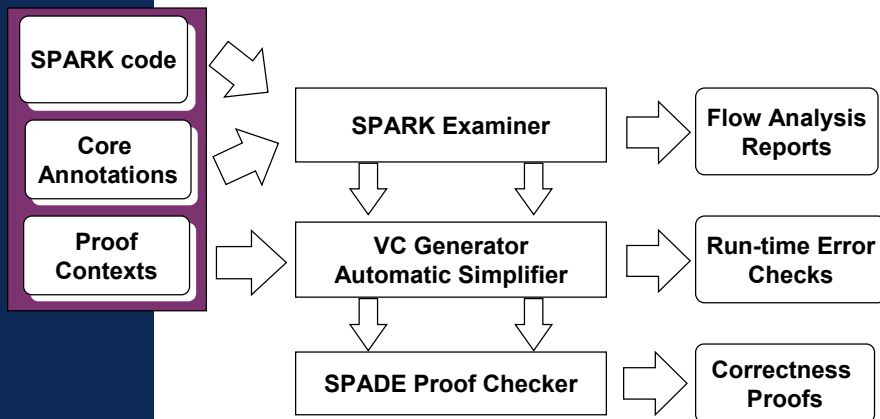 SPARK code
Core
Annotations
Proof
Contexts
SPARK Examiner
VC Generator
Automatic Simplifier
SPADE Proof Checker
Flow Analysis
Reports
Run-time Error
Checks
Correctness
Proofs